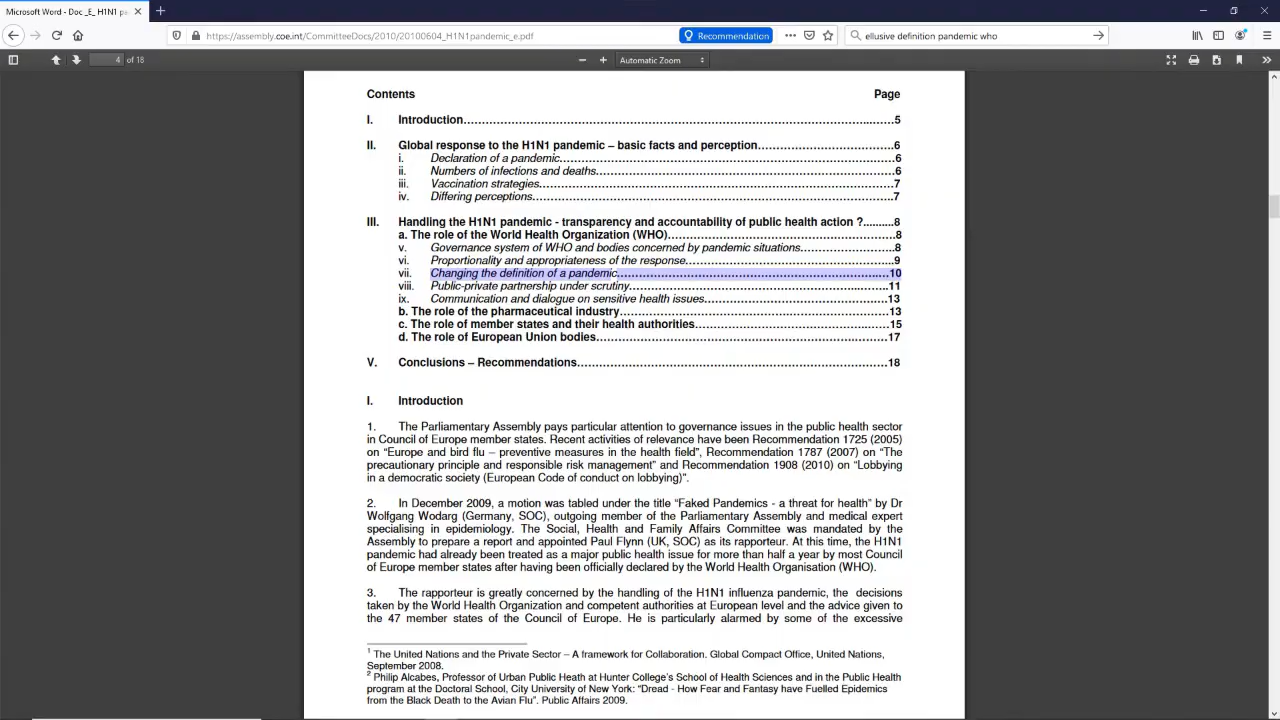 Microsoft Word - Doc _E_ H1N1 pa
https://assembly.coe.int/CommitteeDocs/2010/20100604_H1N1pandemic_e.pdf
Recommendation
ellusive definition pandemic who
4 of 18
Automatic Zoom
Contents Page
I. Introduction.................................................................................................5
II. Global response to the H1N1 pandemic – basic facts and perception................................6
i. Declaration of a pandemic...........................................................................6
ii. Numbers of infections and deaths..................................................................6
iii. Vaccination strategies................................................................................7
iv. Differing perceptions..................................................................................7
III. Handling the H1N1 pandemic - transparency and accountability of public health action ?..........8
a. The role of the World Health Organization (WHO)......................................................8
v. Governance system of WHO and bodies concerned by pandemic situations......................8
vi. Proportionality and appropriateness of the response..................................................9
vii. Changing the definition of a pandemic..................................................................10
viii. Public-private partnership under scrutiny................................................................11
ix. Communication and dialogue on sensitive health issues.............................................13
b. The role of the pharmaceutical industry..................................................................13
c. The role of member states and their health authorities................................................15
d. The role of European Union bodies.......................................................................17
V. Conclusions – Recommendations..............................................................................18
I. Introduction
1. The Parliamentary Assembly pays particular attention to governance issues in the public health sector
in Council of Europe member states. Recent activities of relevance have been Recommendation 1725 (2005)
on “Europe and bird flu – preventive measures in the health field”, Recommendation 1787 (2007) on “The
precautionary principle and responsible risk management” and Recommendation 1908 (2010) on “Lobbying
in a democratic society (European Code of conduct on lobbying)”.
2. In December 2009, a motion was tabled under the title “Faked Pandemics - a threat for health” by Dr
Wolfgang Wodarg (Germany, SOC), outgoing member of the Parliamentary Assembly and medical expert
specialising in epidemiology. The Social, Health and Family Affairs Committee was mandated by the
Assembly to prepare a report and appointed Paul Flynn (UK, SOC) as its rapporteur. At this time, the H1N1
pandemic had already been treated as a major public health issue for more than half a year by most Council
of Europe member states after having been officially declared by the World Health Organisation (WHO).
3. The rapporteur is greatly concerned by the handling of the H1N1 influenza pandemic, the decisions
taken by the World Health Organization and competent authorities at European level and the advice given to
the 47 member states of the Council of Europe. He is particularly alarmed by some of the excessive
1 The United Nations and the Private Sector – A framework for Collaboration. Global Compact Office, United Nations,
September 2008.
2 Philip Alcabes, Professor of Urban Public Heath at Hunter College’s School of Health Sciences and in the Public Health
program at the Doctoral School, City University of New York: “Dread - How Fear and Fantasy have Fuelled Epidemics
from the Black Death to the Avian Flu”. Public Affairs 2009.